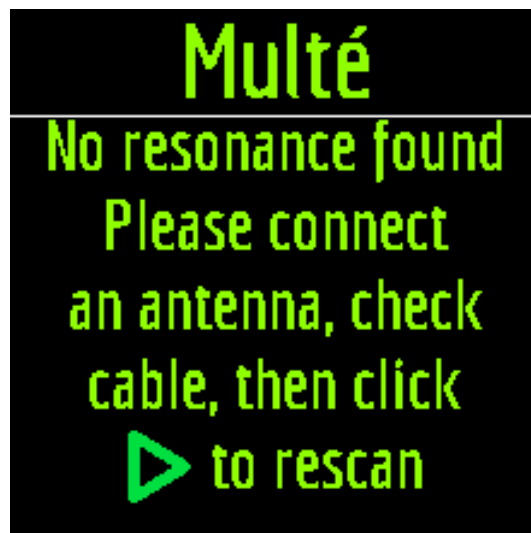 Multé
No resonance found
Please connect
an antenna, check
cable, then click
to rescan